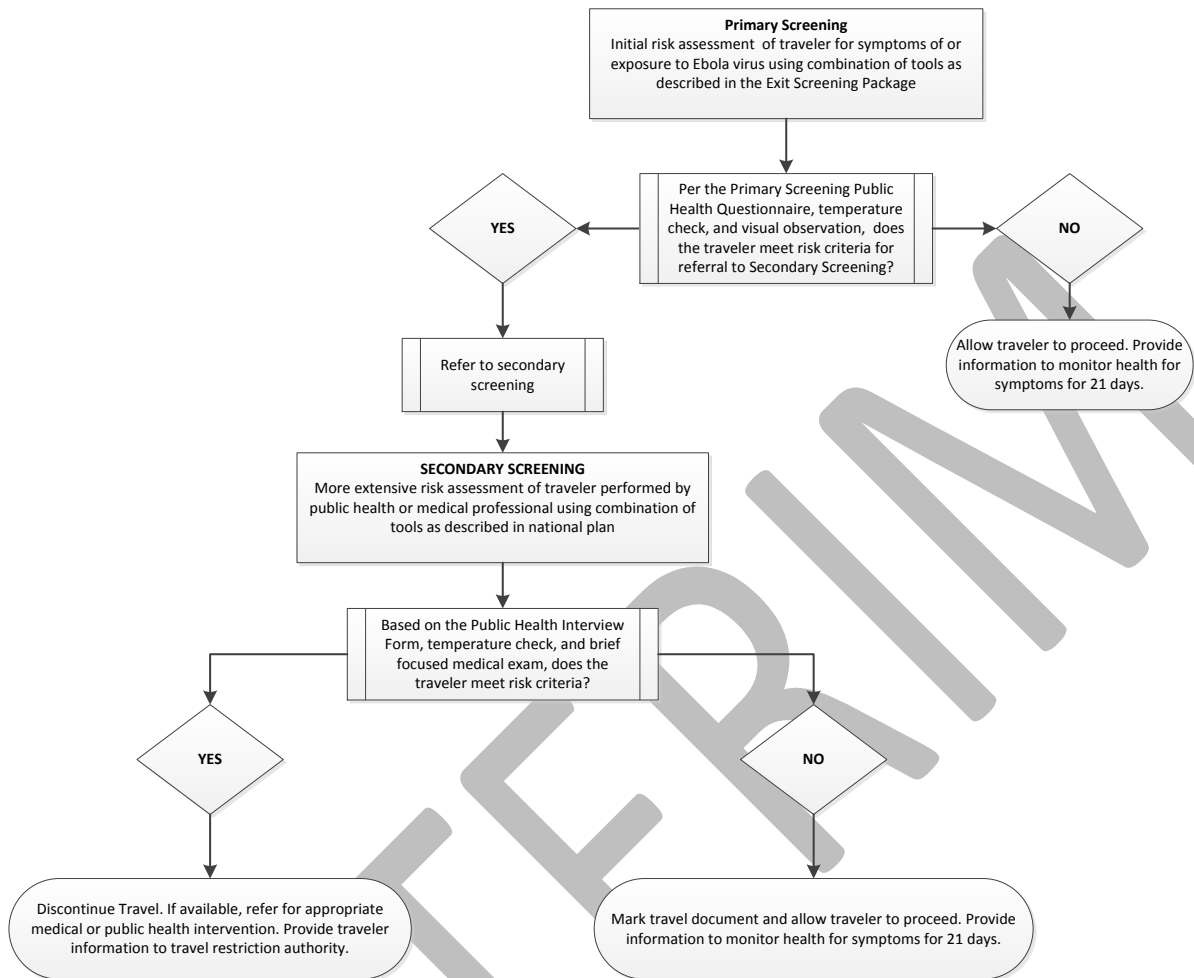 Primary Screening
Initial risk assessment of traveler for symptoms of or
exposure to Ebola virus using combination of tools as
described in the Exit Screening Package
Per the Primary Screening Public
Health Questionnaire, temperature
check, and visual observation, does
the traveler meet risk criteria for
referral to Secondary Screening?
YES
NO
Allow traveler to proceed. Provide
information to monitor health for
symptoms for 21 days.
Refer to secondary
screening
SECONDARY SCREENING
More extensive risk assessment of traveler performed by
public health or medical professional using combination of
tools as described in national plan
Based on the Public Health Interview
Form, temperature check, and brief
focused medical exam, does the
traveler meet risk criteria?
YES
NO
Discontinue Travel. If available, refer for appropriate
medical or public health intervention. Provide traveler
information to travel restriction authority.
Mark travel document and allow traveler to proceed. Provide
information to monitor health for symptoms for 21 days.
TERIM